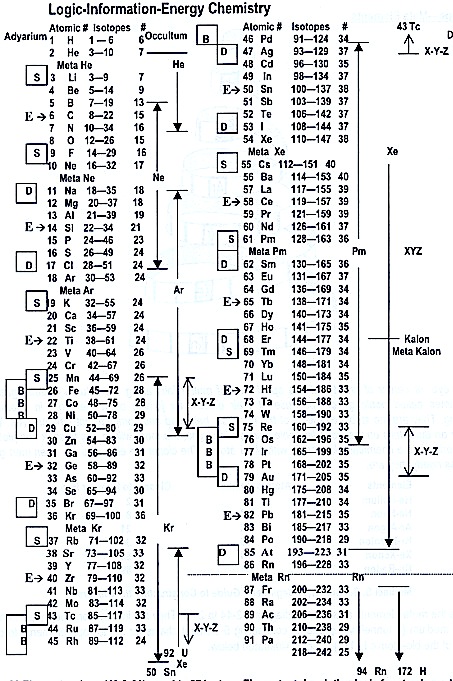 Logic-Information-Energy Chemistry
Adyarium Atomic # Isotopes # Occultum
1 H 1—6 6
2 He 3—10 7
Meta He He
S
3 Li 3—9 7
4 Be 5—14 9
5 B 7—19 13
E→ 6 C 8—22 15
7 N 10—34 16
8 O 12—26 15
S 9 F 14—29 16
10 Ne 16—32 17
Meta Ne Ne
D 11 Na 18—35 18
12 Mg 20—37 18
13 Al 21—39 19
E→ 14 Si 22—34 21
15 P 24—46 23
16 S 26—49 24
D 17 Cl 28—51 24
18 Ar 30—53 24
Meta Ar Ar
S 19 K 32—55 24
20 Ca 34—57 24
21 Sc 36—59 24
E→ 22 Ti 38—61 24
23 V 40—64 26
24 Cr 42—67 26
S 25 Mn 44—69 26
B 26 Fe 45—72 28
B 27 Co 48—75 28 X-Y-Z
B 28 Ni 50—78 29
D 29 Cu 52—80 29
30 Zn 54—83 30
31 Ga 56—86 31
E→ 32 Ge 58—89 32
33 As 60—92 33
34 Se 65—94 34
D 35 Br 67—97 31
36 Kr 69—100 36
Meta Kr Kr
S 37 Rb 71—102 32
38 Sr 73—105 33
39 Y 77—108 32
E→ 40 Zr 79—110 32
41 Nb 81—113 33
42 Mo 83—114 32
S 43 Tc 85—117 33
B 44 Ru 87—119 33 X-Y-Z
B 45 Rh 89—112 24
92 U
Xe
50 Sn
Atomic # Isotopes #
B 46 Pd 91—124 34 43 Tc D
D 47 Ag 93—129 37 X-Y-Z
48 Cd 96—130 35
49 In 98—134 37
E→ 50 Sn 100—137 38
51 Sb 103—139 37
52 Te 106—142 37
D 53 I 108—144 37
54 Xe 110—147 38
Meta Xe Xe
S
55 Cs 112—151 40
56 Ba 114—153 40
57 La 117—155 39
E→ 58 Ce 119—157 39
59 Pr 121—159 39
60 Nd 126—161 37
S 61 Pm 128—163 36
Meta Pm Pm XYZ
D 62 Sm 130—165 36
63 Eu 131—167 37
64 Gd 136—169 34
E→ 65 Tb 138—171 34
66 Dy 140—173 34
67 Ho 141—175 35
D 68 Er 144—177 34 Kalon
S 69 Tm 146—179 34 Meta Kalon
70 Yb 148—181 34
71 Lu 150—184 35
E→ 72 Hf 154—186 33
73 Ta 156—188 33
74 W 158—190 33
S 75 Re 160—192 33
B 76 Os 162—196 35
B 77 Ir 165—199 35 X-Y-Z
B 78 Pt 168—202 35
D 79 Au 171—205 35
80 Hg 175—208 34
81 Ti 177—210 34
E→ 82 Pb 181—215 35
83 Bi 185—217 33
84 Po 190—218 29
D 85 At 193—223 31
86 Rn 196—228 33
Meta Rn Rn
87 Fr 200—232 33
88 Ra 202—234 33
89 Ac 206—236 31
90 Th 210—238 29
91 Pa 212—240 29
218—242 25
94 Rn 172 H